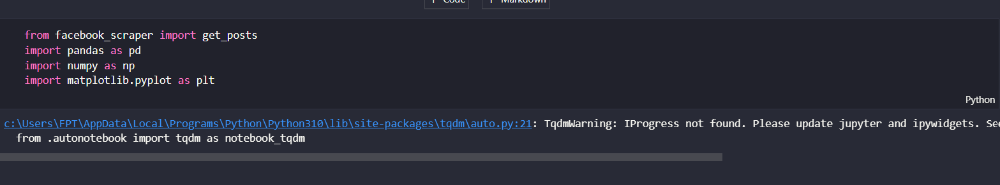 Code
Markdown
from facebook_scraper import get_posts
import pandas as pd
import numpy as np
import matplotlib.pyplot as plt
Python
c:\Users\FPT\AppData\Local\Programs\Python\Python310\lib\site-packages\tqdm\auto.py:21: TqdmWarning: IProgress not found. Please update jupyter and ipywidgets.
from .autonotebook import tqdm as notebook_tqdm